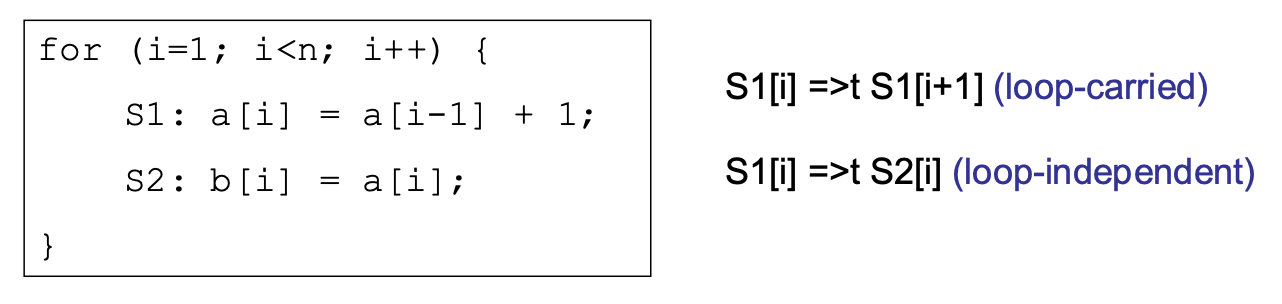 for (i=1; i<n; i++) {
S1: a[i] = a[i-1] + 1;
S2: b[i] = a[i];
}
S1[i] =>t S1[i+1] (loop-carried)
S1[i] =>t S2[i] (loop-independent)